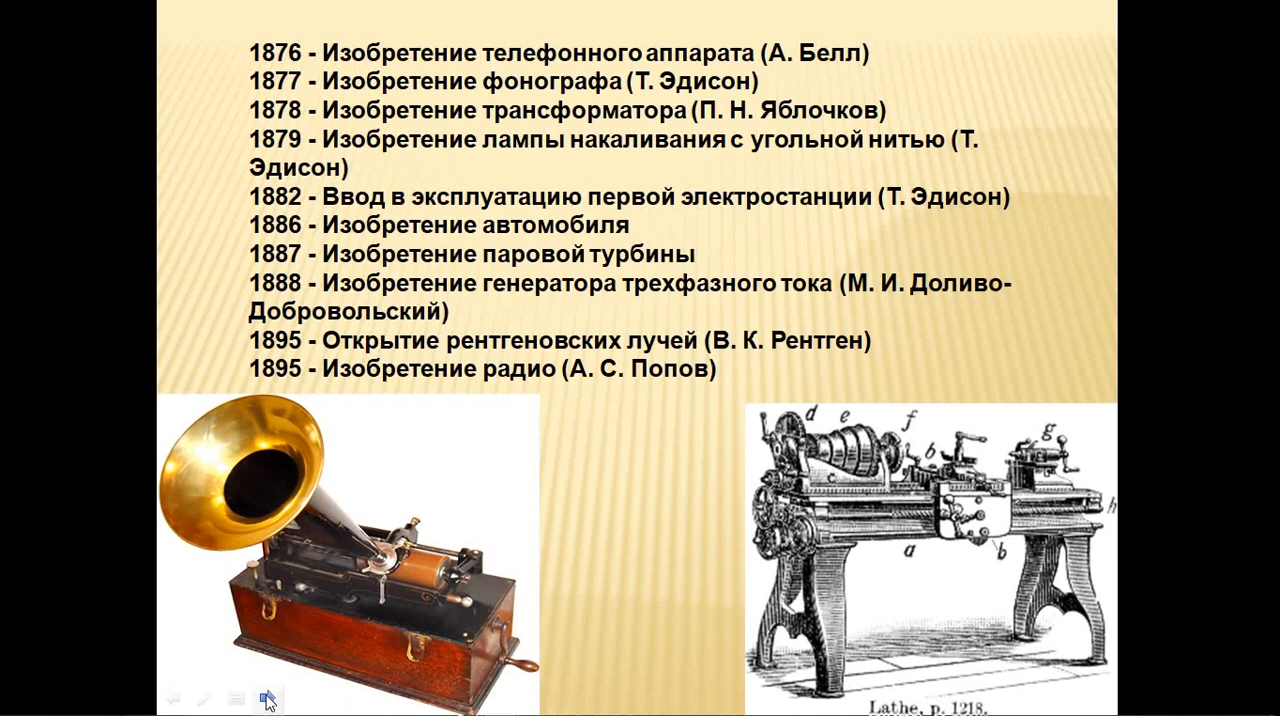 1876 - Изобретение телефонного аппарата (А. Белл)
1877 - Изобретение фонографа (Т. Эдисон)
1878 - Изобретение трансформатора (П. Н. Яблочков)
1879 - Изобретение лампы накаливания с угольной нитью (Т.
Эдисон)
1882 - Ввод в эксплуатацию первой электростанции (Т. Эдисон)
1886 - Изобретение автомобиля
1887 - Изобретение паровой турбины
1888 - Изобретение генератора трехфазного тока (М. И. Доливо-
Добровольский)
1895 - Открытие рентгеновских лучей (В. К. Рентген)
1895 - Изобретение радио (А. С. Попов)
d e f
b g
c
h
a b
Lathe, p. 1218.